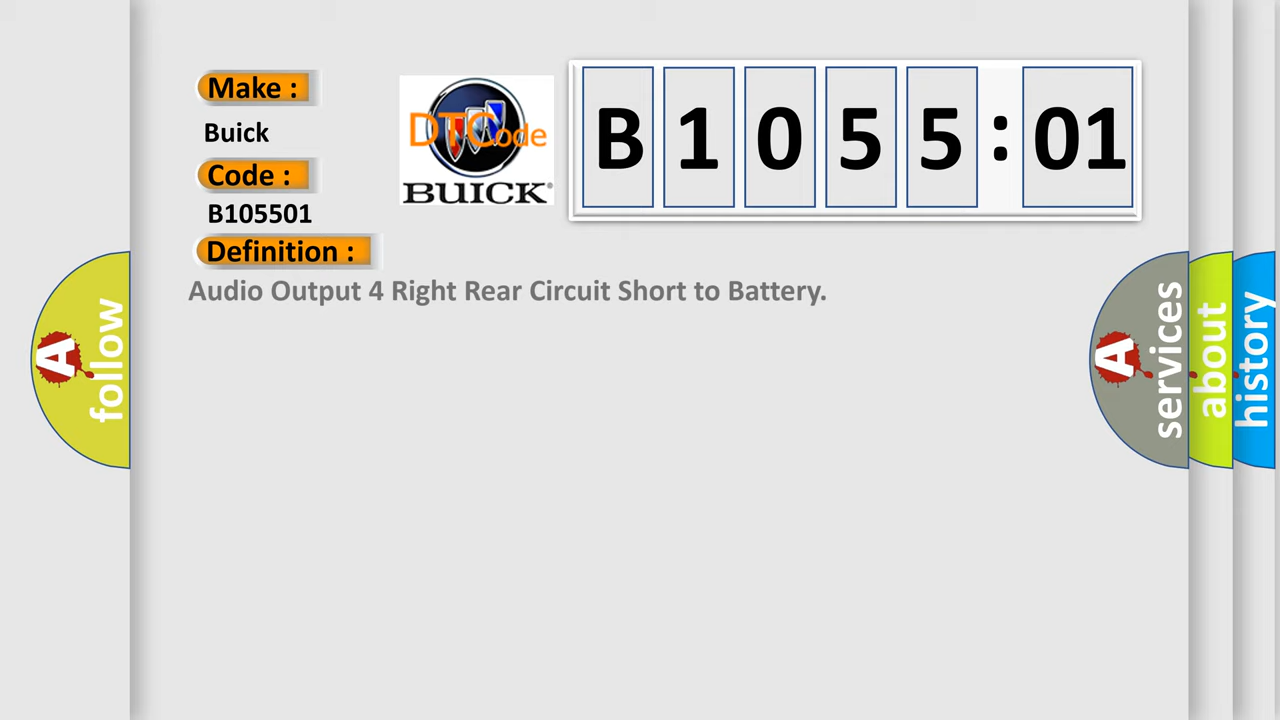 Make :
Buick
Code :
B105501
Definition :
Audio Output 4 Right Rear Circuit Short to Battery.
DTCode
BUICK®
B 1 0 5 5 : 01
A follow
A services
about
history